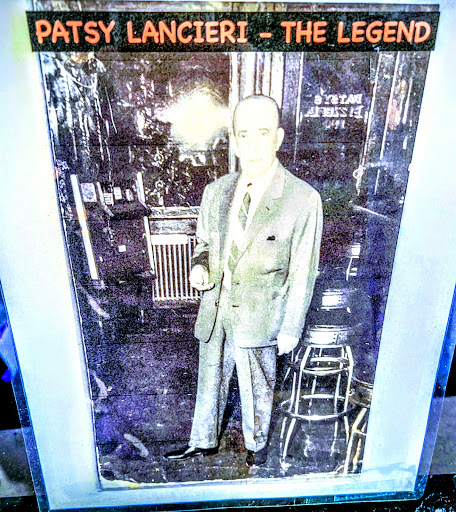 PATSY LANCIERI - THE LEGEND